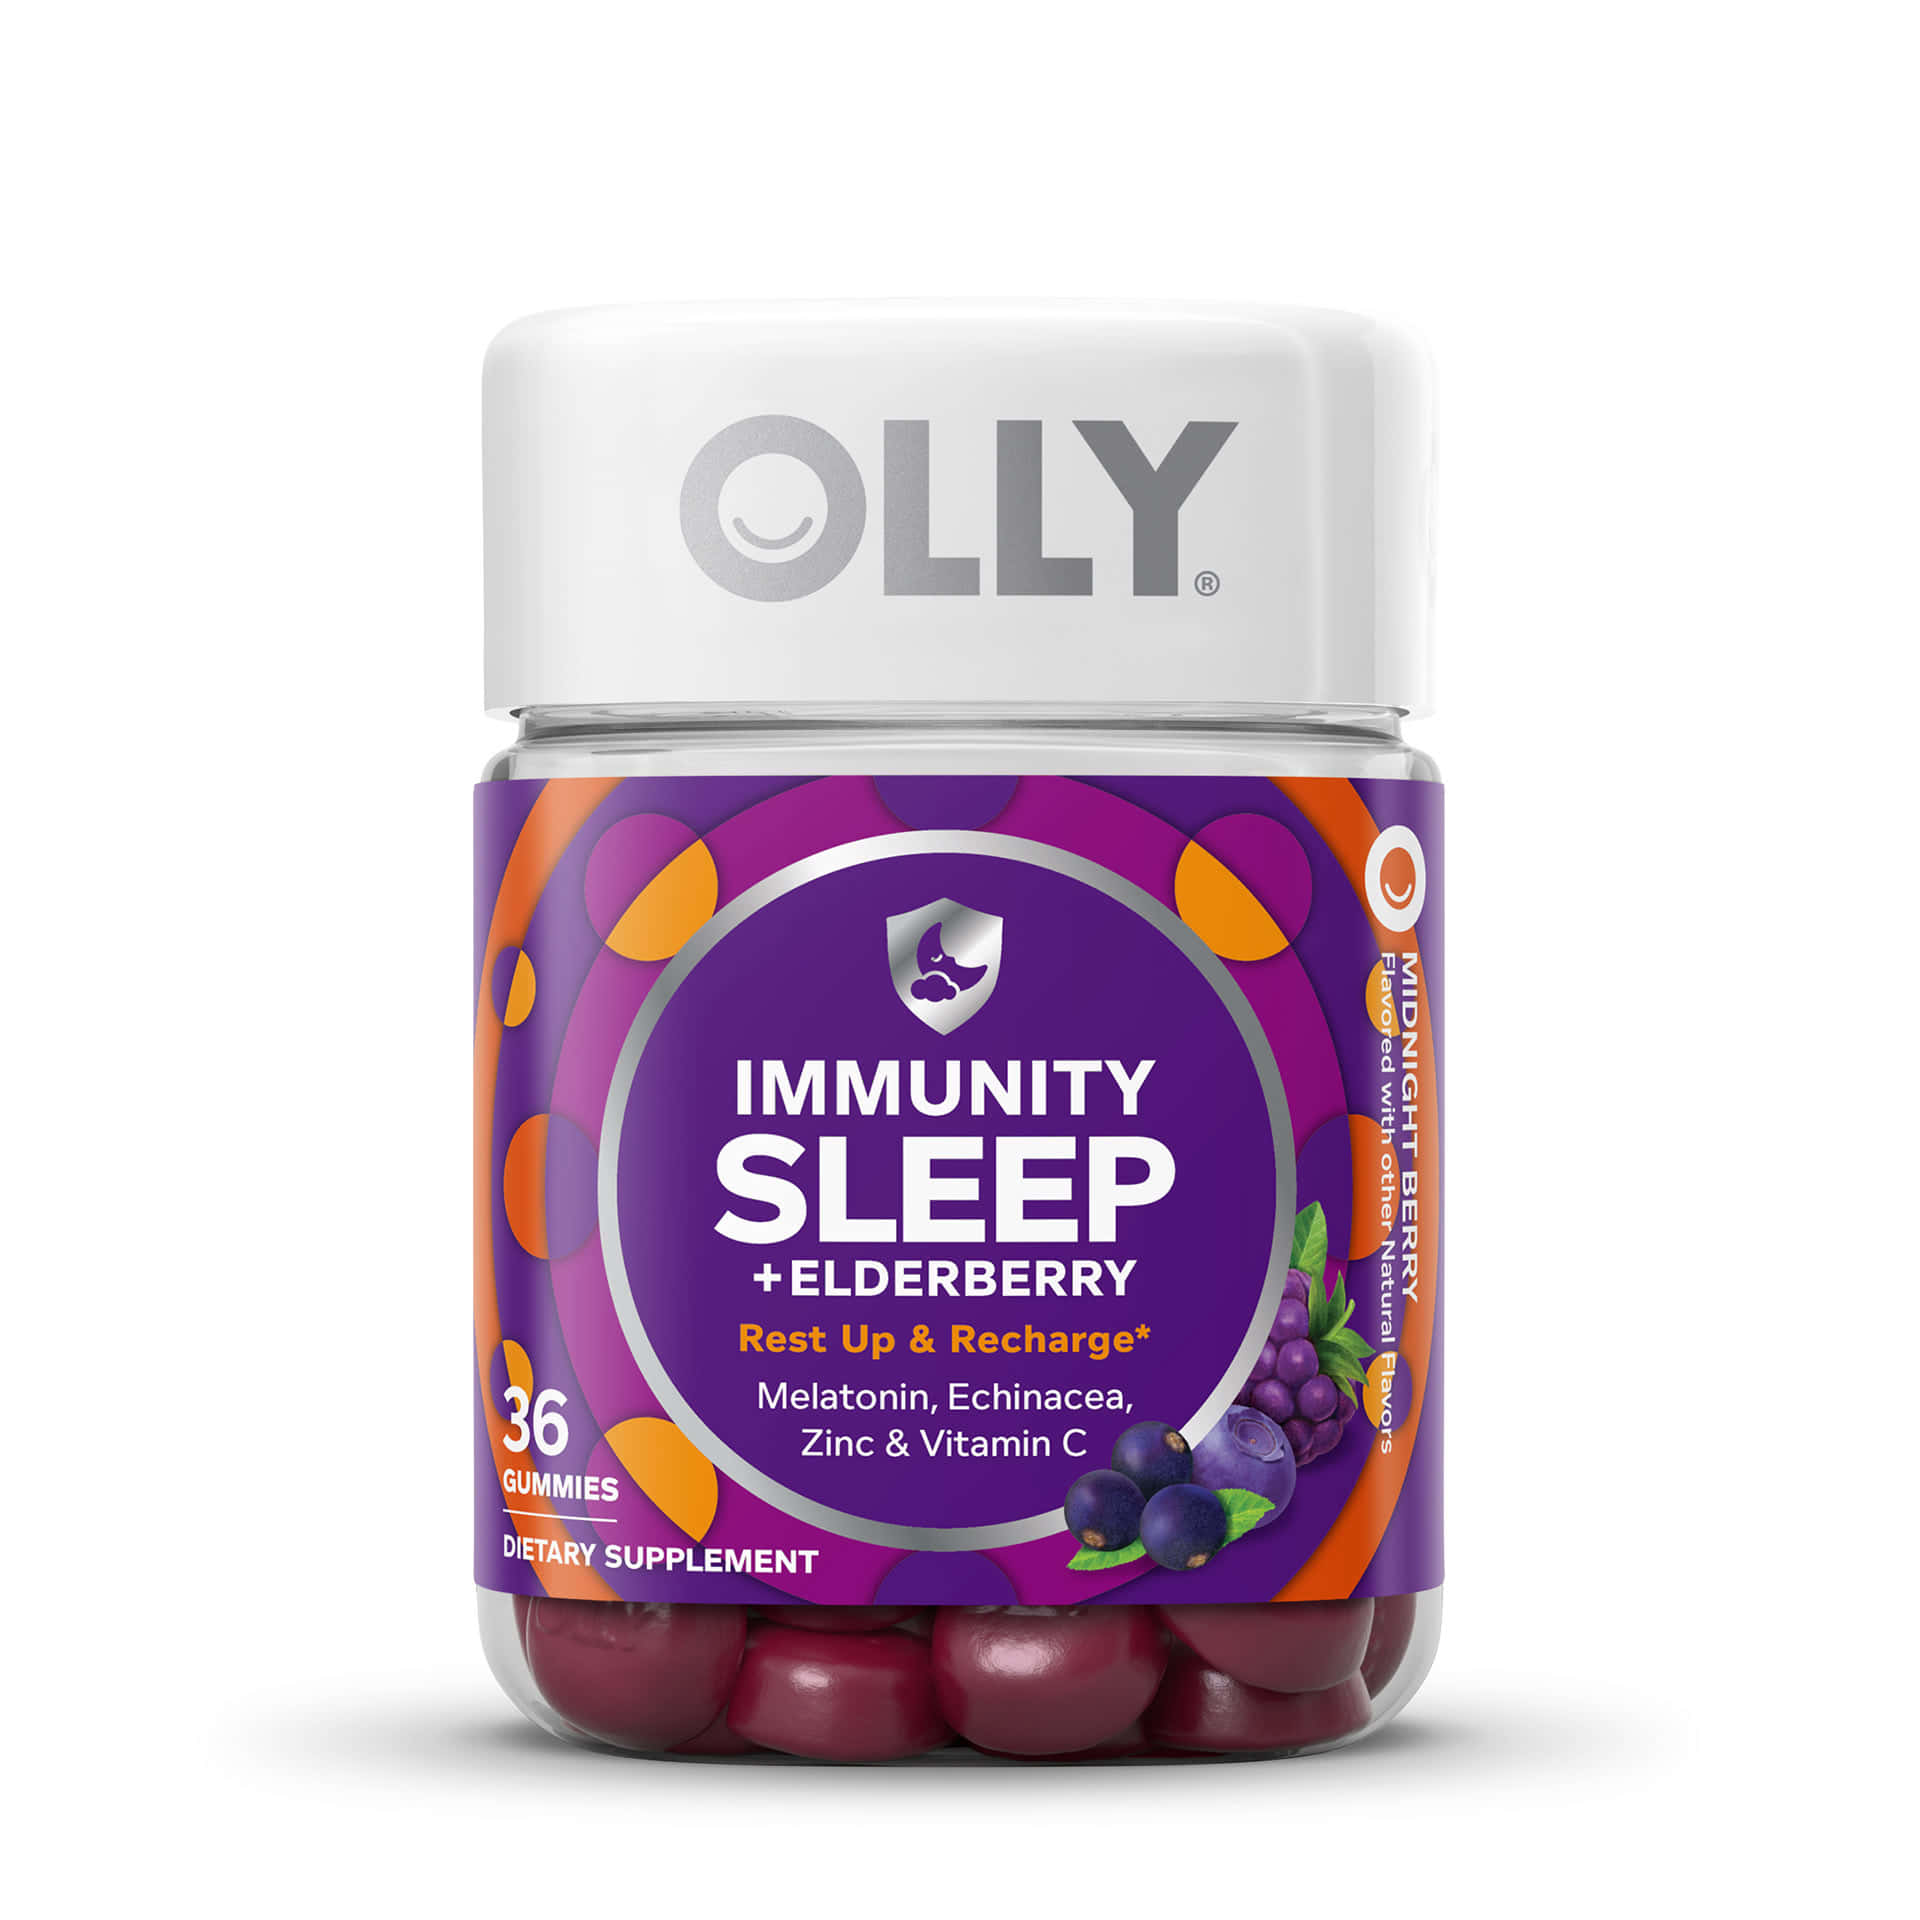 OLLY®
IMMUNITY
SLEEP
+ELDERBERRY
Rest Up & Recharge*
Melatonin, Echinacea,
Zinc & Vitamin C
36
GUMMIES
DIETARY SUPPLEMENT
MIDNIGHT BERRY
Flavored with other Natural Flavors